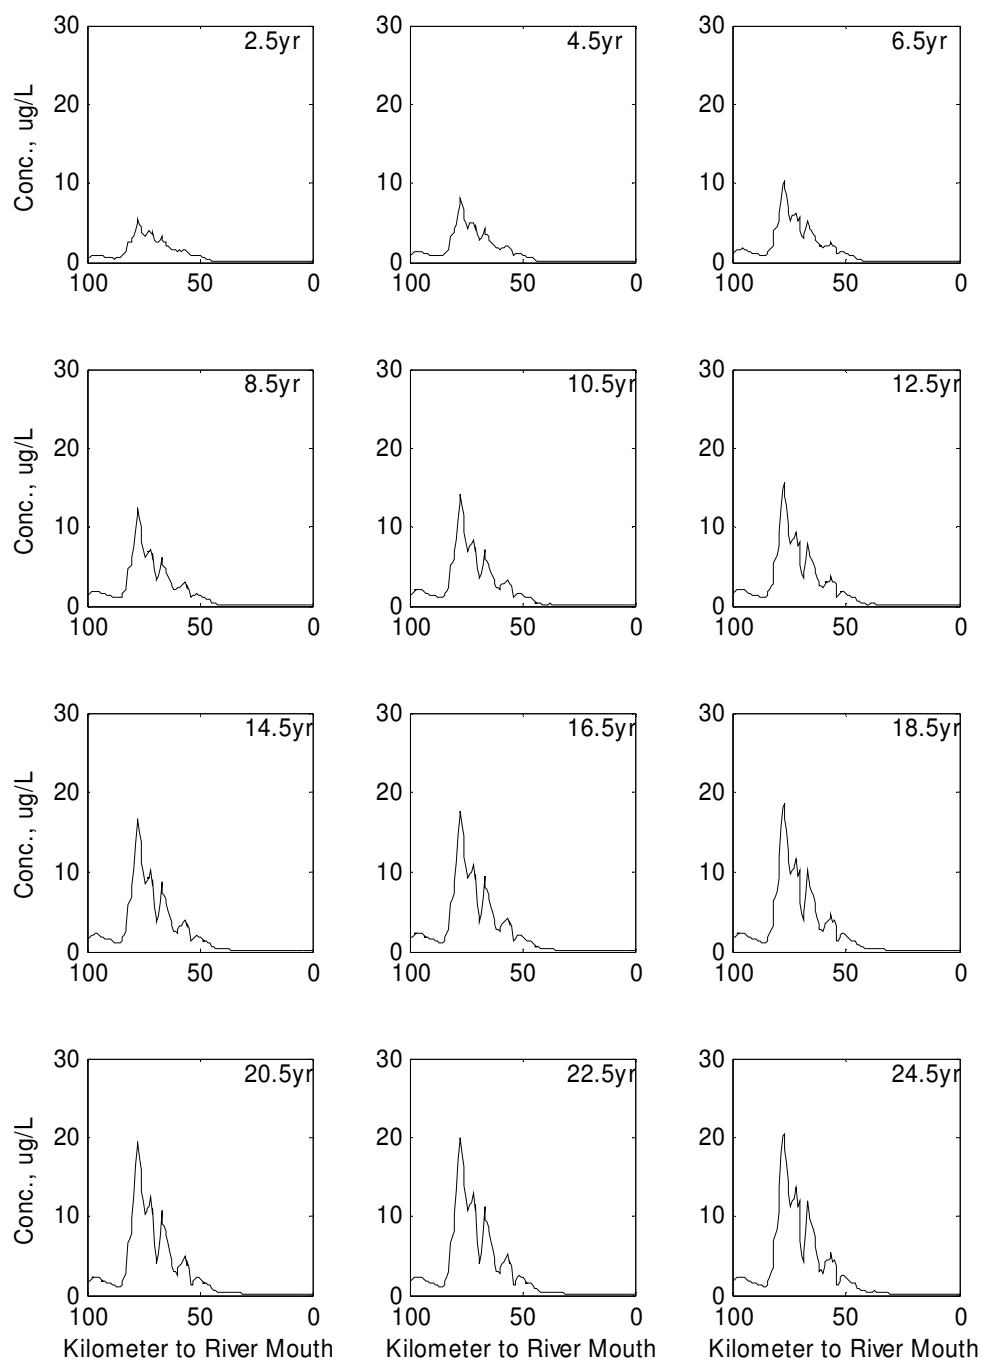 30 30 30
2.5yr 4.5yr 6.5yr
20 20 20
Conc., ug/L
10 10 10
0 0 0
100 50 0 100 50 0 100 50 0
30 30 30
8.5yr 10.5yr 12.5yr
20 20 20
Conc., ug/L
10 10 10
0 0 0
100 50 0 100 50 0 100 50 0
30 30 30
14.5yr 16.5yr 18.5yr
20 20 20
Conc., ug/L
10 10 10
0 0 0
100 50 0 100 50 0 100 50 0
30 30 30
20.5yr 22.5yr 24.5yr
20 20 20
Conc., ug/L
10 10 10
0 0 0
100 50 0 100 50 0 100 50 0
Kilometer to River Mouth Kilometer to River Mouth Kilometer to River Mouth